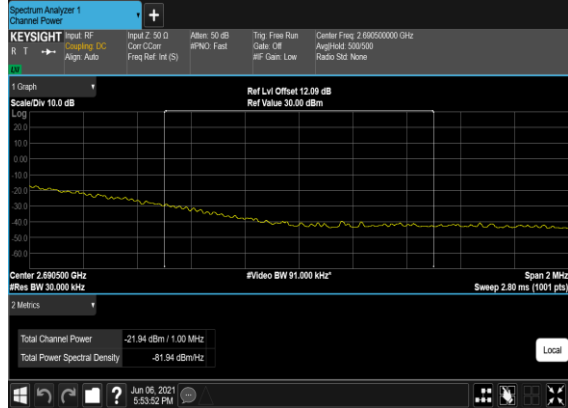 Spectrum Analyzer 1
Channel Power
+
KEYSIGHT
R T
Input: RF
Coupling: DC
Align: Auto
Input Z: 50 Ω
Corr CCorr
Freq Ref: Int (S)
Atten: 50 dB
#PNO: Fast
Trig: Free Run
Gate: Off
#IF Gain: Low
Center Freq: 2.690500000 GHz
Avg|Hold: 500/500
Radio Std: None
1 Graph
Scale/Div 10.0 dB
Ref Lvl Offset 12.09 dB
Ref Value 30.00 dBm
Log
20.0
10.0
0.00
-10.0
-20.0
-30.0
-40.0
-50.0
-60.0
Center 2.690500 GHz
#Res BW 30.000 kHz
#Video BW 91.000 kHz*
Span 2 MHz
Sweep 2.80 ms (1001 pts)
2 Metrics
Total Channel Power -21.94 dBm / 1.00 MHz
Total Power Spectral Density -81.94 dBm/Hz
Local
?
Jun 06, 2021
5:53:52 PM